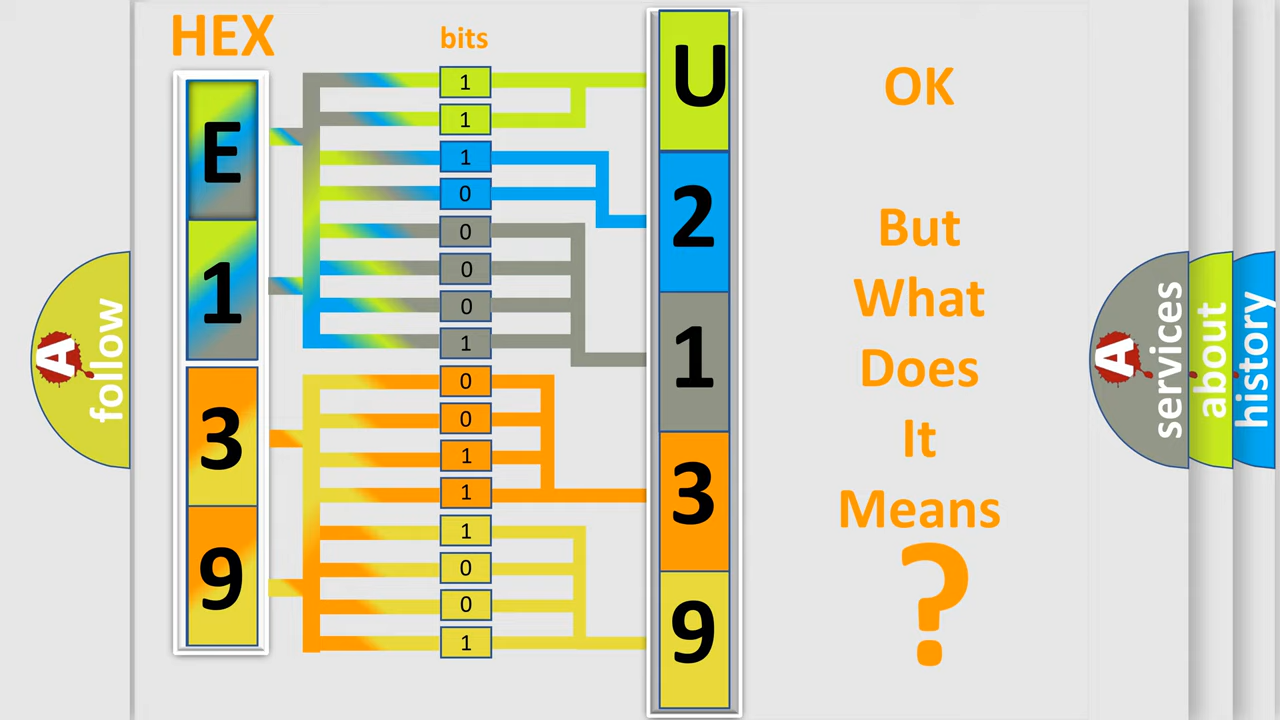 HEX
bits
E
1
3
9
1
1
1
0
0
0
0
1
0
0
1
1
1
0
0
1
U
2
1
3
9
OK
But
What
Does
It
Means
?
A
follow
A
services
about
history